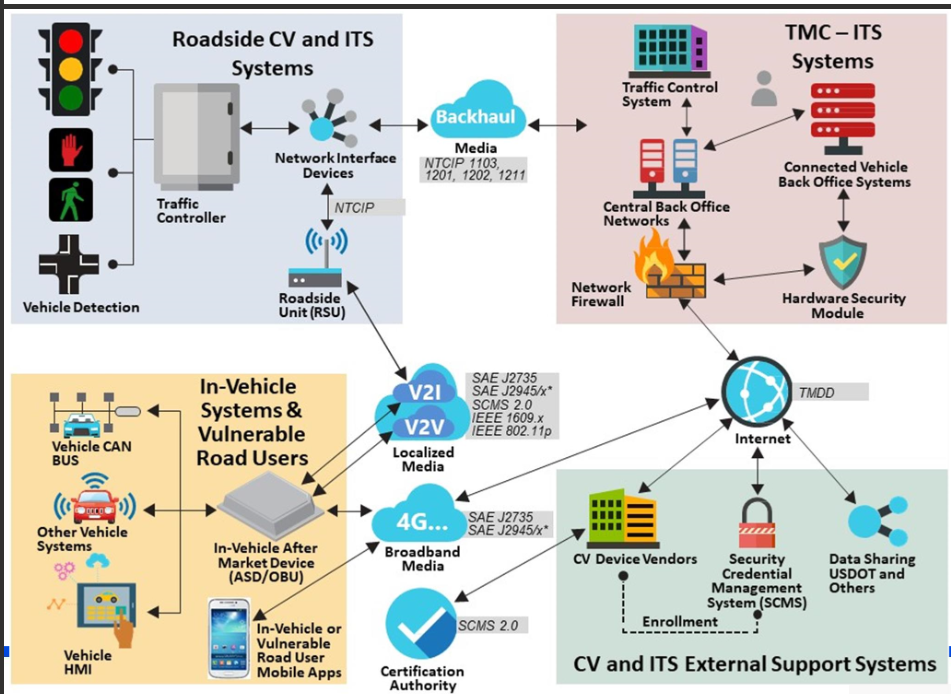 Roadside CV and ITS
Systems
Traffic
Controller
Network Interface
Devices
NTCIP
Roadside
Unit (RSU)
Vehicle Detection
Backhaul
Media
NTCIP 1103,
1201, 1202, 1211
TMC – ITS
Systems
Traffic Control
System
Connected Vehicle
Back Office Systems
Central Back Office
Networks
Network
Firewall
Hardware Security
Module
In-Vehicle
Systems &
Vulnerable
Road Users
Vehicle CAN
BUS
Other Vehicle
Systems
In-Vehicle After
Market Device
(ASD/OBU)
Vehicle
HMI
In-Vehicle or
Vulnerable
Road User
Mobile Apps
V2I
V2V
Localized
Media
SAE J2735
SAE J2945/x*
SCMS 2.0
IEEE 1609.x
IEEE 802.11p
4G...
Broadband
Media
SAE J2735
SAE J2945/x*
SCMS 2.0
Certification
Authority
Internet
TMDD
CV Device Vendors
Security
Credential
Management
System (SCMS)
Data Sharing
USDOT and
Others
Enrollment
CV and ITS External Support Systems